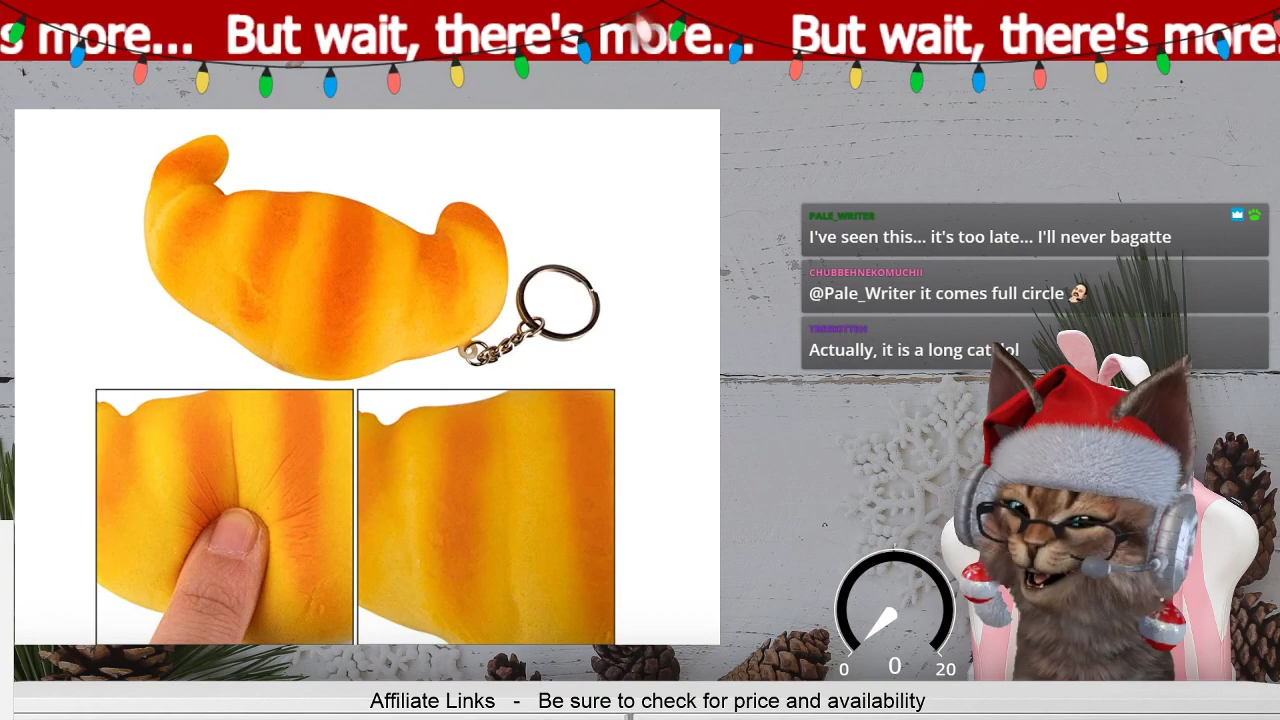 s more... But wait, there's more... But wait, there's more
PALE_WRITER
I've seen this... it's too late... I'll never bagatte
CHUBBEHNEKOMUCHII
@Pale_Writer it comes full circle
Actually, it is a long cat lol
0 0 20
Affiliate Links - Be sure to check for price and availability